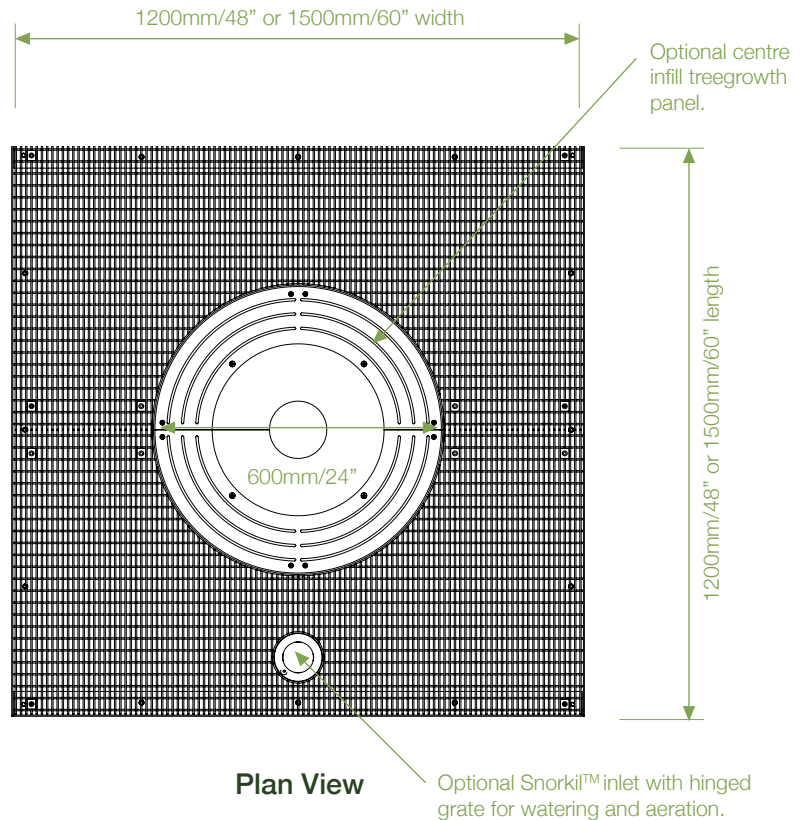 1200mm/48” or 1500mm/60” width
Optional centre
infill treegrowth
panel.
1200mm/48” or 1500mm/60” length
600mm/24”
Plan View
Optional Snorkil™ inlet with hinged
grate for watering and aeration.